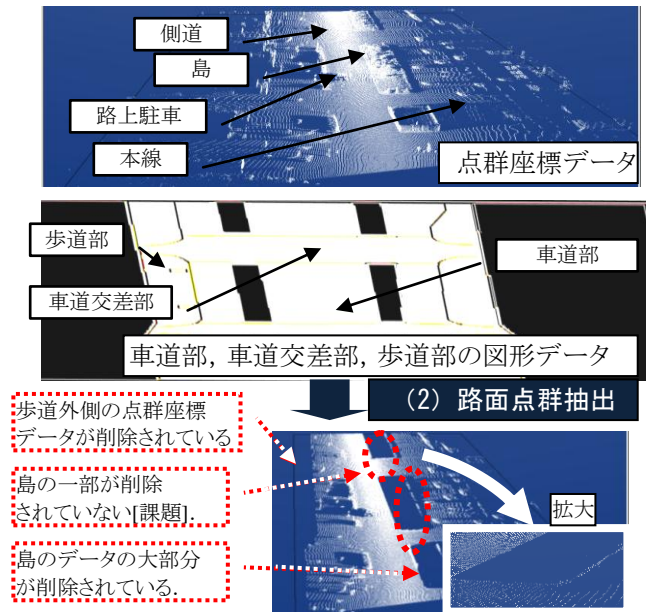 側道
島
路上駐車
本線
点群座標データ
歩道部
車道部
車道交差部
車道部, 車道交差部, 歩道部の図形データ
(2) 路面点群抽出
歩道外側の点群座標
データが削除されている
島の一部が削除
されていない[課題].
拡大
島のデータの大部分
が削除されている.